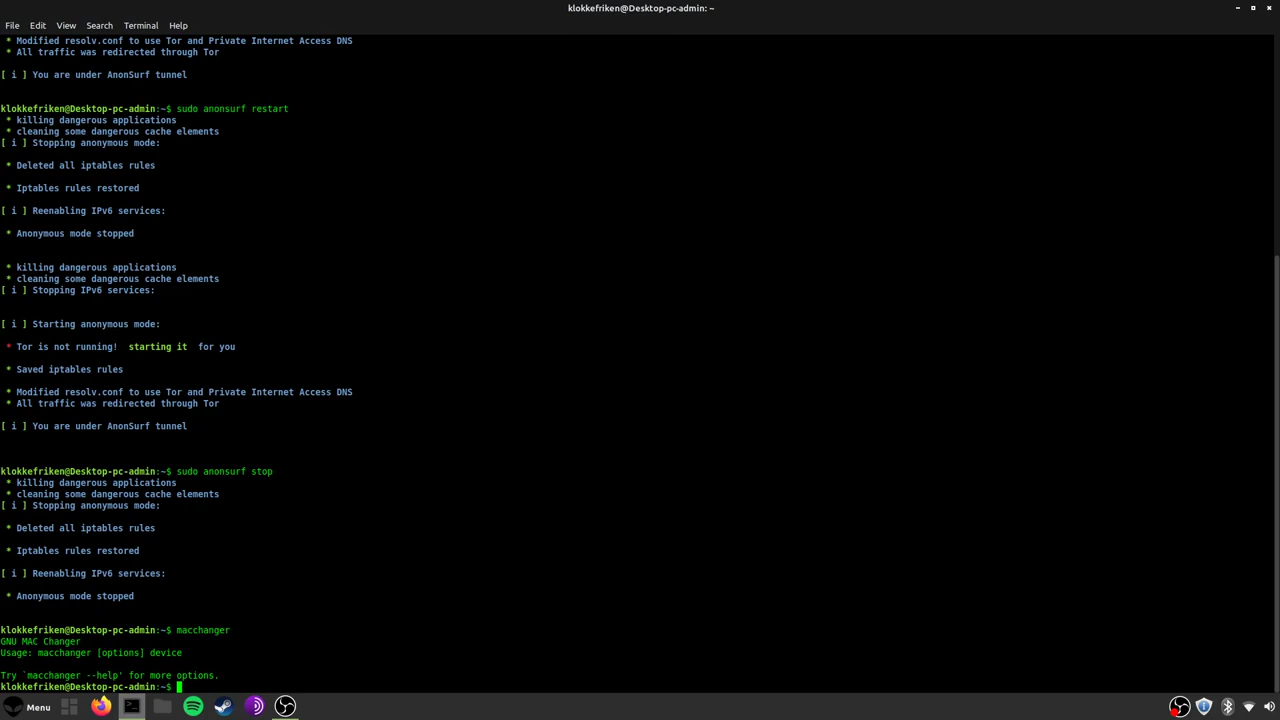 klokkefriken@Desktop-pc-admin: ~
File Edit View Search Terminal Help
* Modified resolv.conf to use Tor and Private Internet Access DNS
* All traffic was redirected through Tor
[ i ] You are under AnonSurf tunnel
klokkefriken@Desktop-pc-admin:~$ sudo anonsurf restart
* killing dangerous applications
* cleaning some dangerous cache elements
[ i ] Stopping anonymous mode:
* Deleted all iptables rules
* Iptables rules restored
[ i ] Reenabling IPv6 services:
* Anonymous mode stopped
* killing dangerous applications
* cleaning some dangerous cache elements
[ i ] Stopping IPv6 services:
[ i ] Starting anonymous mode:
* Tor is not running!  starting it  for you
* Saved iptables rules
* Modified resolv.conf to use Tor and Private Internet Access DNS
* All traffic was redirected through Tor
[ i ] You are under AnonSurf tunnel
klokkefriken@Desktop-pc-admin:~$ sudo anonsurf stop
* killing dangerous applications
* cleaning some dangerous cache elements
[ i ] Stopping anonymous mode:
* Deleted all iptables rules
* Iptables rules restored
[ i ] Reenabling IPv6 services:
* Anonymous mode stopped
klokkefriken@Desktop-pc-admin:~$ macchanger
GNU MAC Changer
Usage: macchanger [options] device
Try `macchanger --help' for more options.
klokkefriken@Desktop-pc-admin:~$
Menu